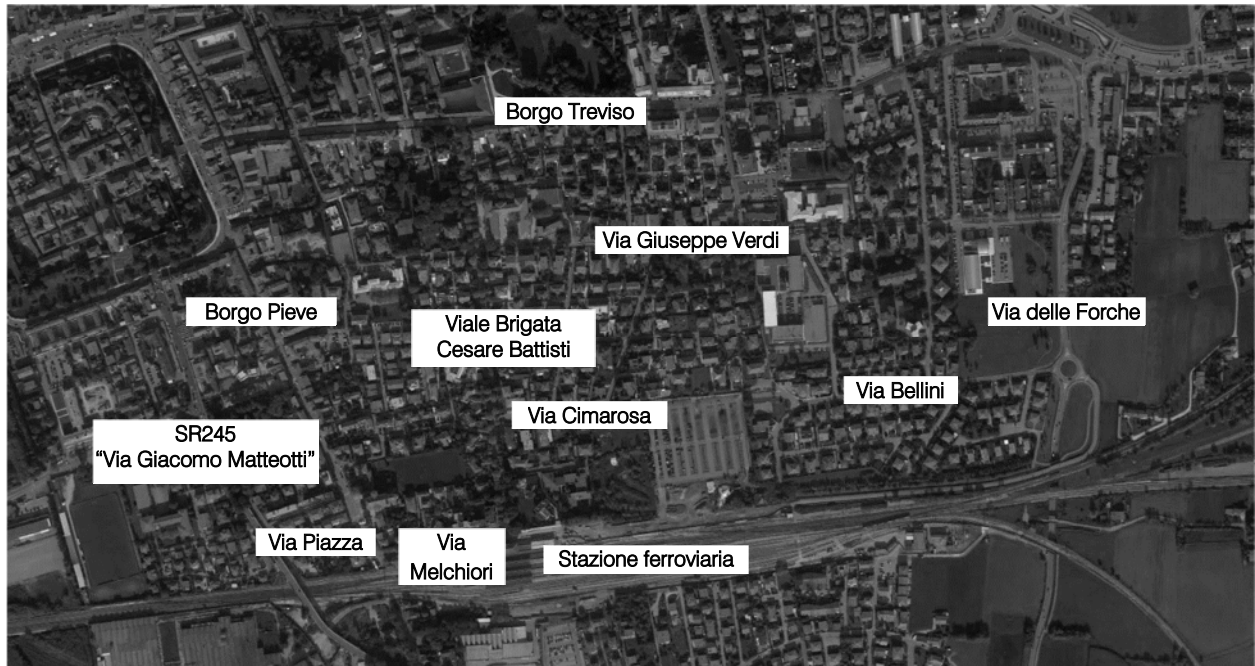 Borgo Treviso
Via Giuseppe Verdi
Borgo Pieve
Viale Brigata
Cesare Battisti
Via delle Forche
Via Bellini
Via Cimarosa
SR245
“Via Giacomo Matteotti”
Via Piazza
Via
Melchiori
Stazione ferroviaria